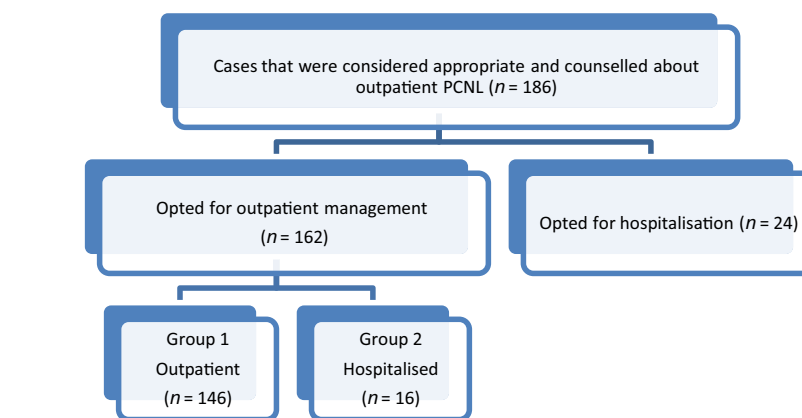 Cases that were considered appropriate and counselled about
outpatient PCNL (n = 186)
Opted for outpatient management
(n = 162)
Opted for hospitalisation (n = 24)
Group 1
Outpatient
(n = 146)
Group 2
Hospitalised
(n = 16)